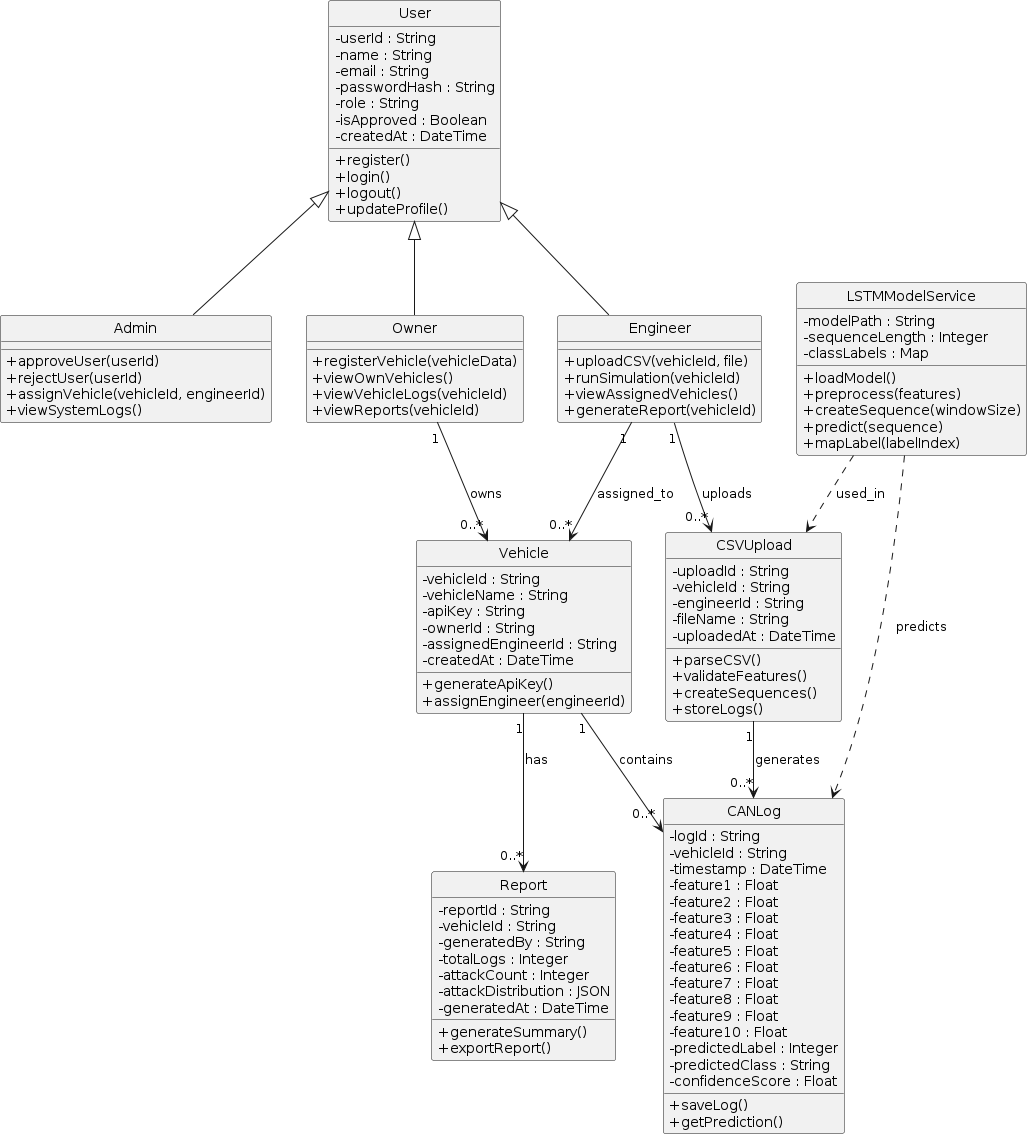 User
-userId : String
-name : String
-email : String
-passwordHash : String
-role : String
-isApproved : Boolean
-createdAt : DateTime
+register()
+login()
+logout()
+updateProfile()
Admin
+approveUser(userId)
+rejectUser(userId)
+assignVehicle(vehicleId, engineerId)
+viewSystemLogs()
Owner
+registerVehicle(vehicleData)
+viewOwnVehicles()
+viewVehicleLogs(vehicleId)
+viewReports(vehicleId)
Engineer
+uploadCSV(vehicleId, file)
+runSimulation(vehicleId)
+viewAssignedVehicles()
+generateReport(vehicleId)
LSTMModelService
-modelPath : String
-sequenceLength : Integer
-classLabels : Map
+loadModel()
+preprocess(features)
+createSequence(windowSize)
+predict(sequence)
+mapLabel(labelIndex)
1
owns
0..*
1
assigned_to
0..*
1
uploads
0..*
used_in
predicts
Vehicle
-vehicleId : String
-vehicleName : String
-apiKey : String
-ownerId : String
-assignedEngineerId : String
-createdAt : DateTime
+generateApiKey()
+assignEngineer(engineerId)
CSVUpload
-uploadId : String
-vehicleId : String
-engineerId : String
-fileName : String
-uploadedAt : DateTime
+parseCSV()
+validateFeatures()
+createSequences()
+storeLogs()
1
has
0..*
1
contains
0..*
1
generates
0..*
Report
-reportId : String
-vehicleId : String
-generatedBy : String
-totalLogs : Integer
-attackCount : Integer
-attackDistribution : JSON
-generatedAt : DateTime
+generateSummary()
+exportReport()
CANLog
-logId : String
-vehicleId : String
-timestamp : DateTime
-feature1 : Float
-feature2 : Float
-feature3 : Float
-feature4 : Float
-feature5 : Float
-feature6 : Float
-feature7 : Float
-feature8 : Float
-feature9 : Float
-feature10 : Float
-predictedLabel : Integer
-predictedClass : String
-confidenceScore : Float
+saveLog()
+getPrediction()